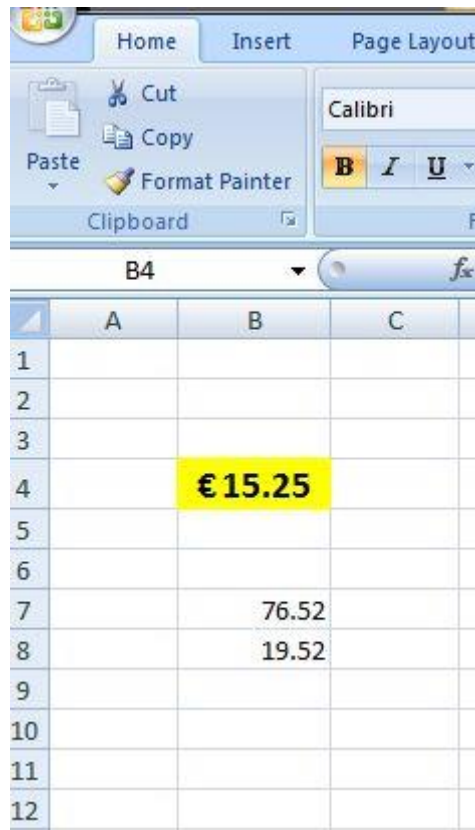 Home Insert Page Layout
Cut
Copy
Paste
Format Painter
Calibri
B I U
Clipboard
B4 fx
A B C
1
2
3
4 € 15.25
5
6
7 76.52
8 19.52
9
10
11
12